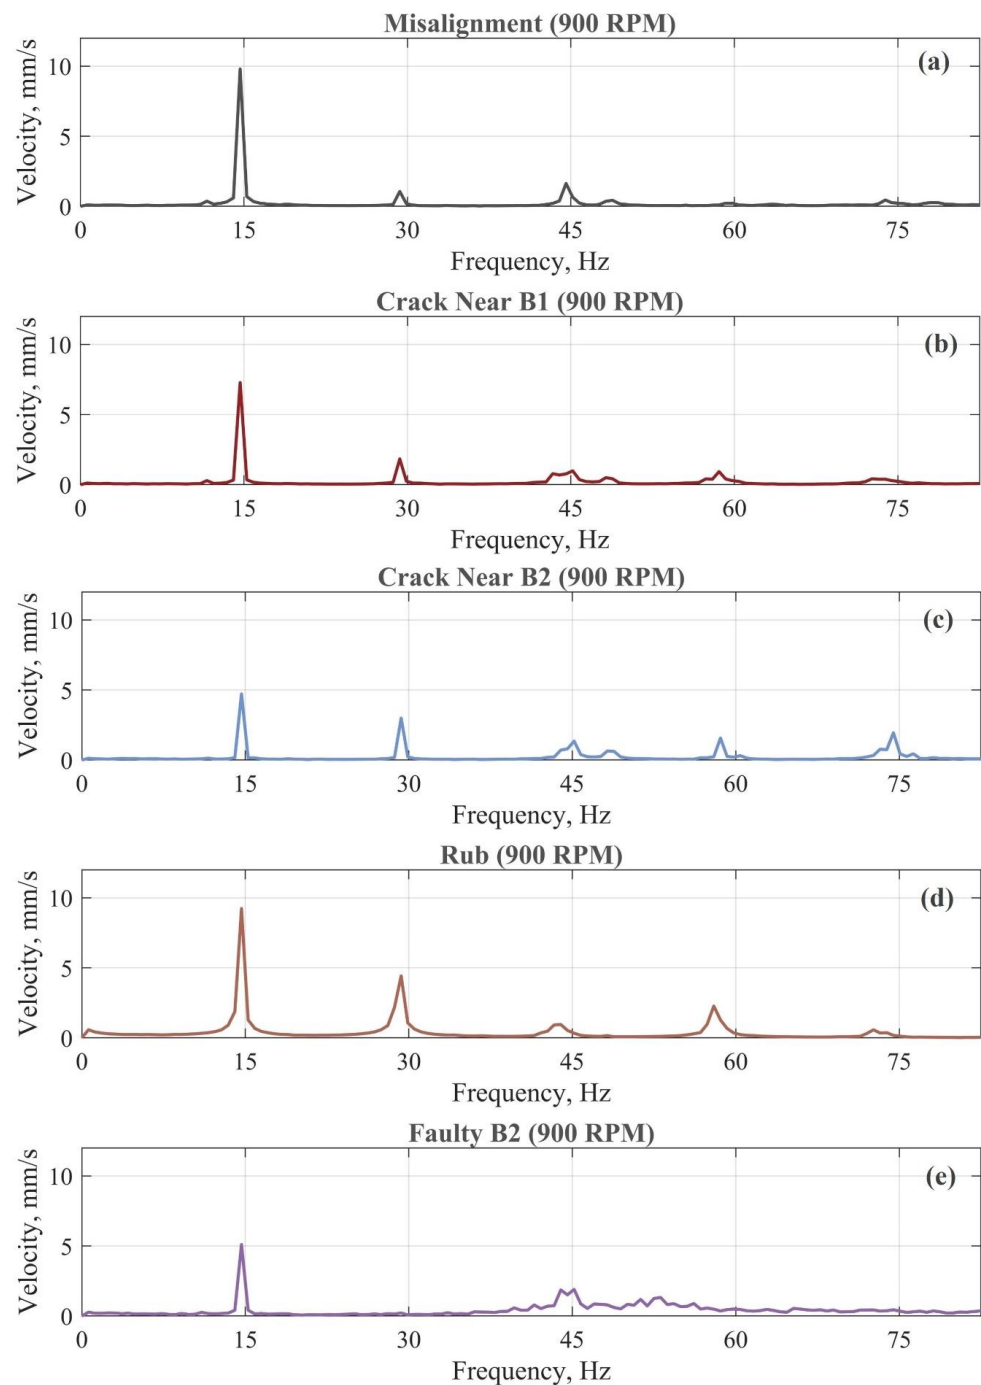 Misalignment (900 RPM)
(a)
Velocity, mm/s
10
5
0
0 15 30 45 60 75
Frequency, Hz
Crack Near B1 (900 RPM)
(b)
Velocity, mm/s
10
5
0
0 15 30 45 60 75
Frequency, Hz
Crack Near B2 (900 RPM)
(c)
Velocity, mm/s
10
5
0
0 15 30 45 60 75
Frequency, Hz
Rub (900 RPM)
(d)
Velocity, mm/s
10
5
0
0 15 30 45 60 75
Frequency, Hz
Faulty B2 (900 RPM)
(e)
Velocity, mm/s
10
5
0
0 15 30 45 60 75
Frequency, Hz